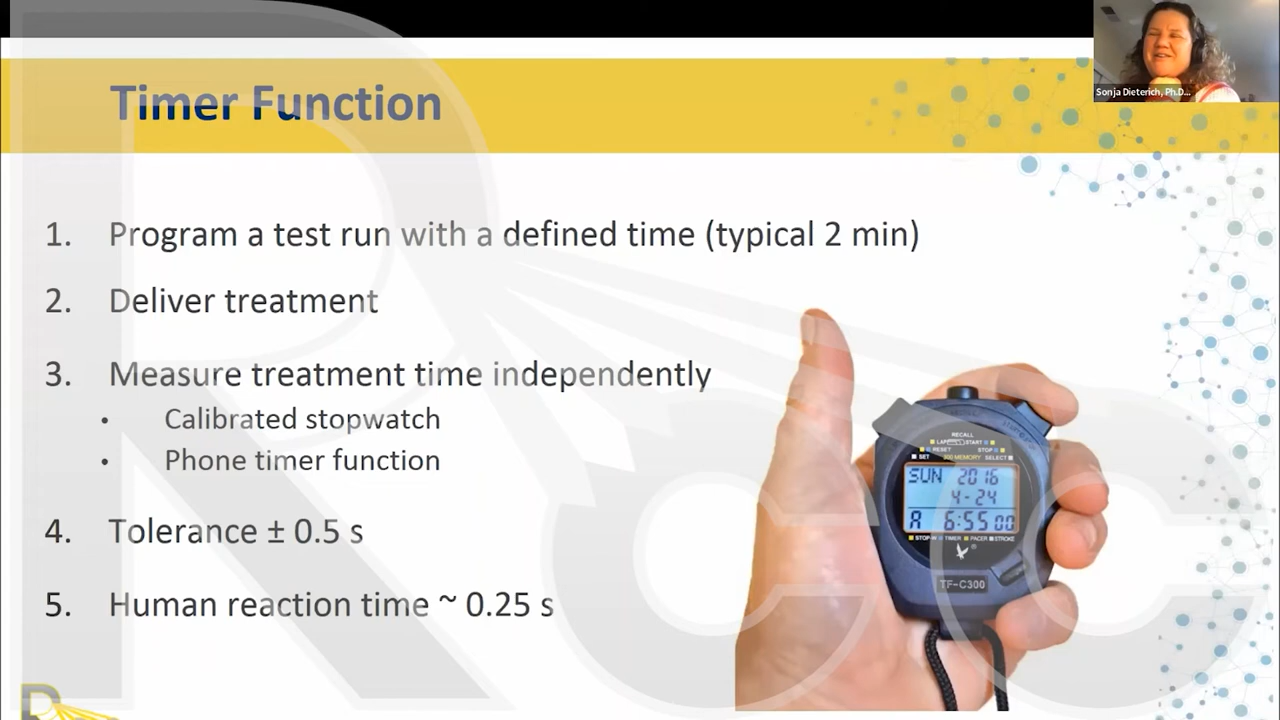 Timer Function
Sonja Dieterich, Ph.D...
1. Program a test run with a defined time (typical 2 min)
2. Deliver treatment
3. Measure treatment time independently
• Calibrated stopwatch
• Phone timer function
4. Tolerance ± 0.5 s
5. Human reaction time ~ 0.25 s
RECALL
LAP START
RESET STOP
SET 300 MEMORY SELECT
SUN 2016
4-24
A 6:55 00
STOP-W TIMER PACER STROKE
TF-C300
RCC